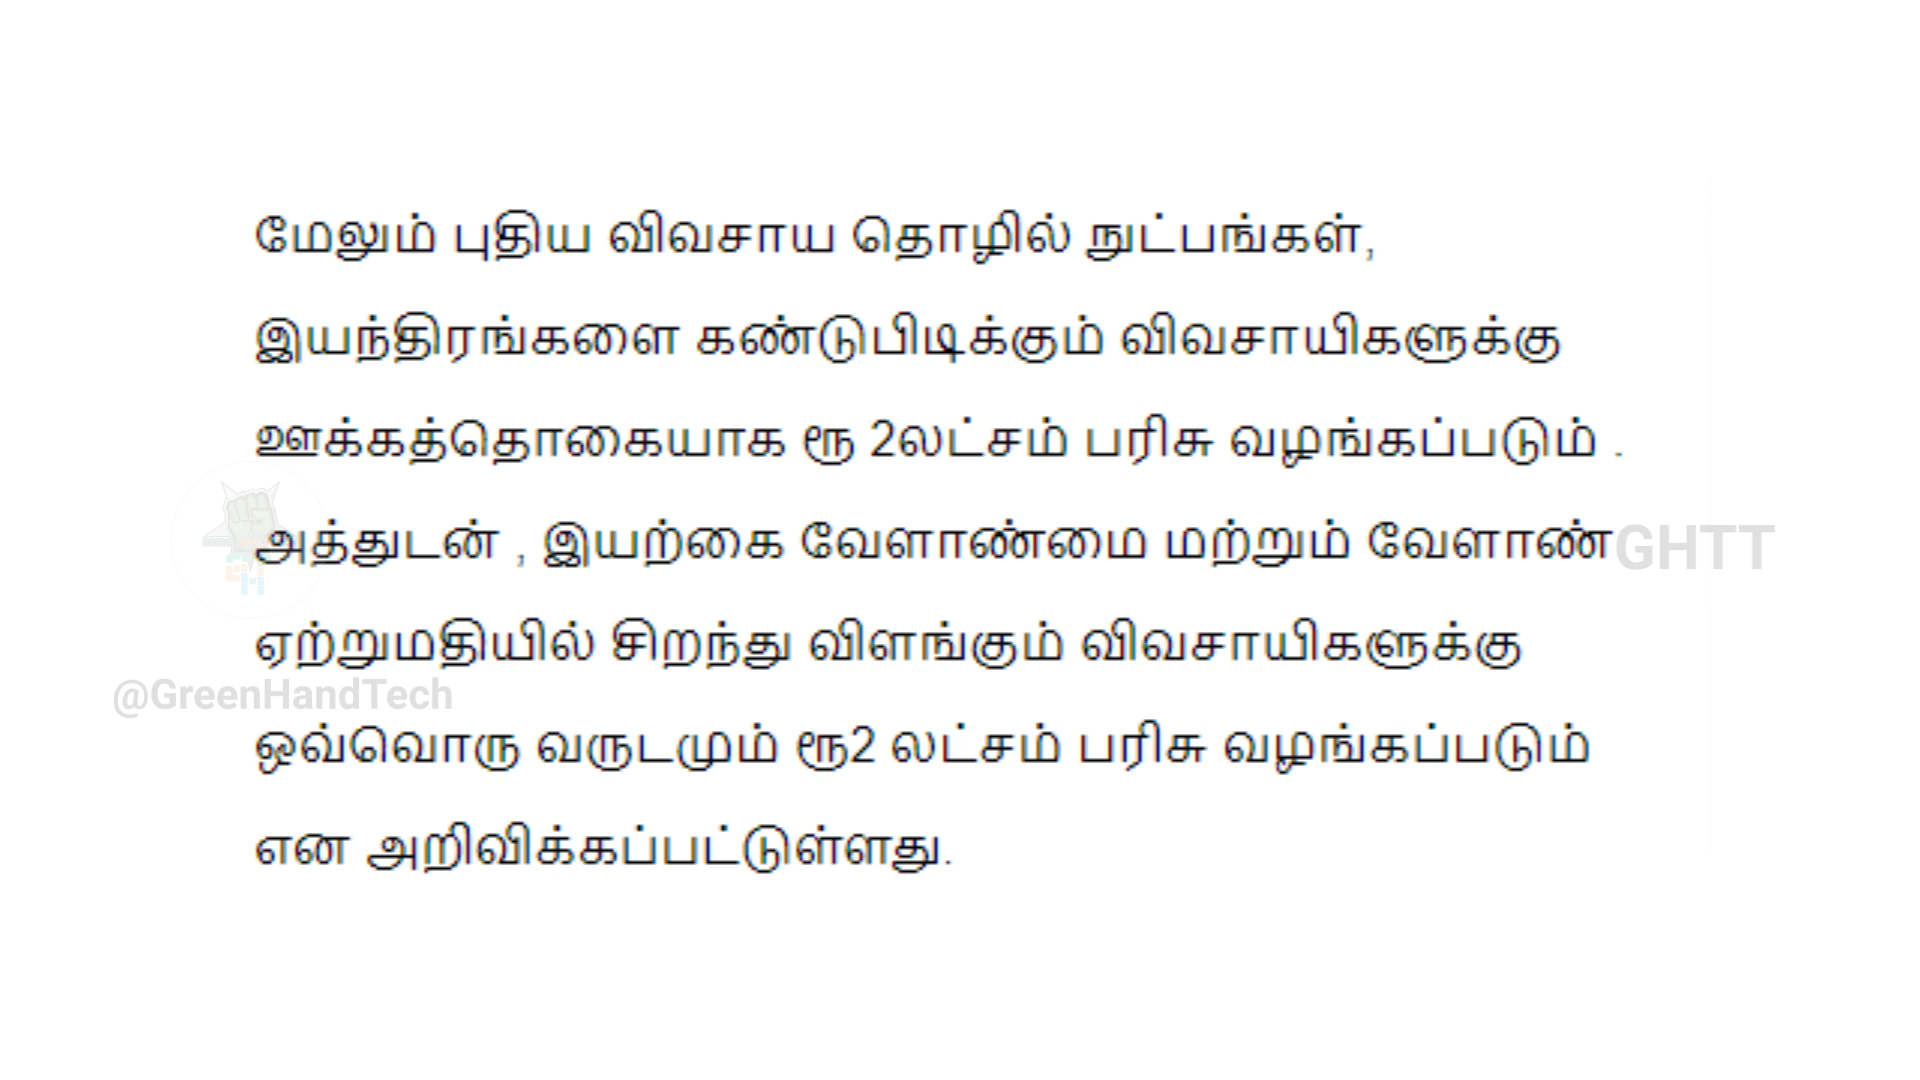 மேலும் புதிய விவசாய தொழில் நுட்பங்கள்,
இயந்திரங்களை கண்டுபிடிக்கும் விவசாயிகளுக்கு
ஊக்கத்தொகையாக ரூ 2லட்சம் பரிசு வழங்கப்படும் .
அத்துடன் , இயற்கை வேளாண்மை மற்றும் வேளாண்
GHTT
ஏற்றுமதியில் சிறந்து விளங்கும் விவசாயிகளுக்கு
@GreenHandTech
ஒவ்வொரு வருடமும் ரூ2 லட்சம் பரிசு வழங்கப்படும்
என அறிவிக்கப்பட்டுள்ளது.